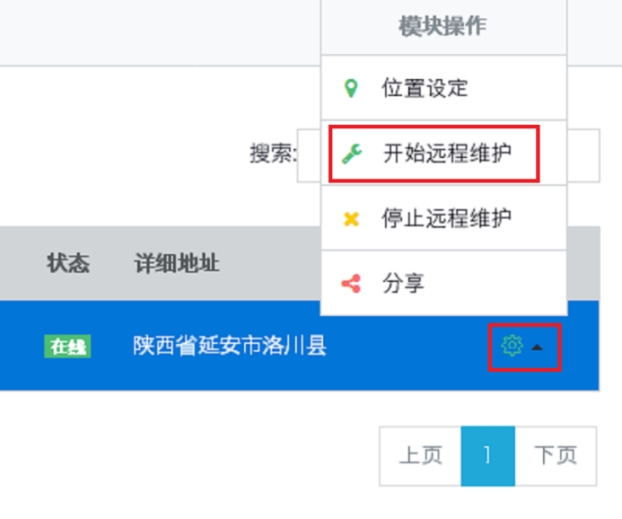 模块操作
位置设定
搜索:
开始远程维护
停止远程维护
状态 详细地址
分享
在线 陕西省延安市洛川县
上页 1 下页